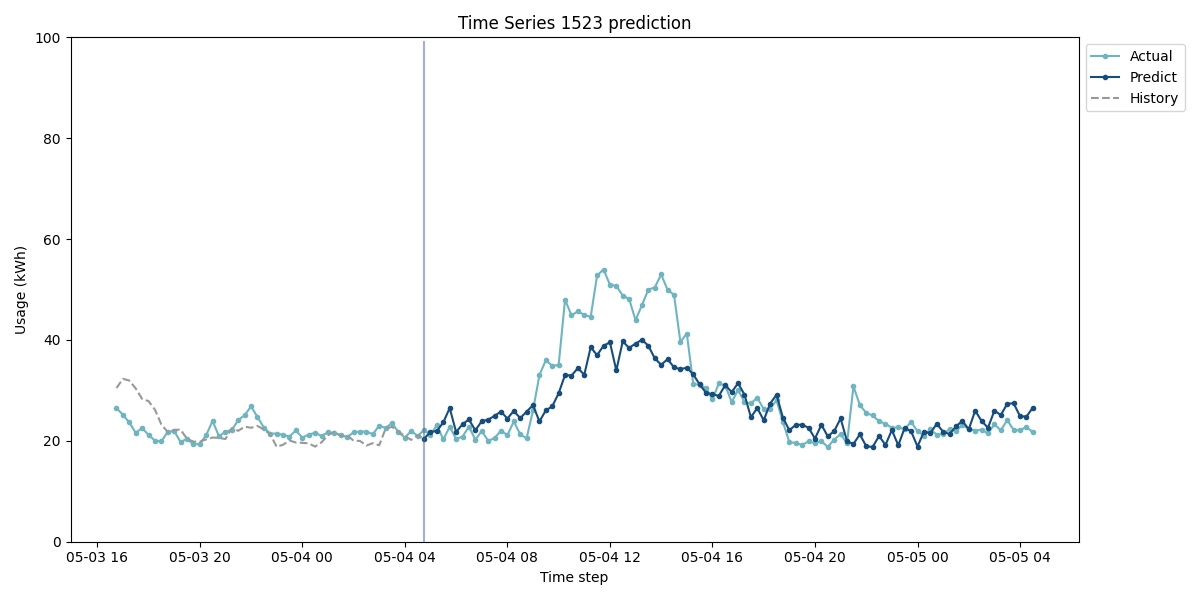 Time Series 1523 prediction
100
80
60
40
20
0
Usage (kWh)
05-03 16
05-03 20
05-04 00
05-04 04
05-04 08
05-04 12
05-04 16
05-04 20
05-05 00
05-05 04
Time step
Actual
Predict
History